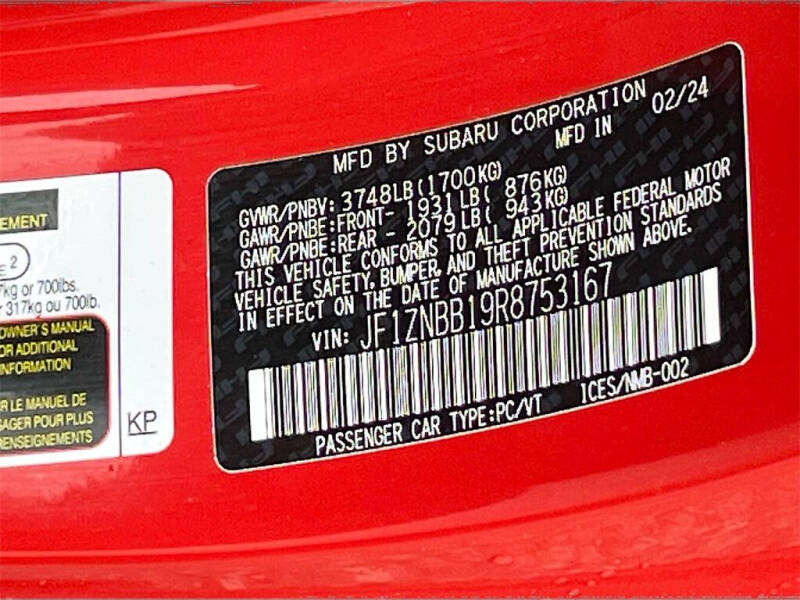 MFD BY SUBARU CORPORATION 02/24
MFD IN
GVWR/PNBV: 3748LB(1700KG)
GAWR/PNBE:FRONT- 1931LB( 876KG)
GAWR/PNBE:REAR - 2079LB( 943KG)
THIS VEHICLE CONFORMS TO ALL APPLICABLE FEDERAL MOTOR
VEHICLE SAFETY, BUMPER, AND THEFT PREVENTION STANDARDS
IN EFFECT ON THE DATE OF MANUFACTURE SHOWN ABOVE.
VIN: JF1ZNBB19R8753167
PASSENGER CAR TYPE:PC/VT ICES/NMB-002
EMENT
2
kg or 700lbs.
317kg ou 700lb.
OWNER'S MANUAL
OR ADDITIONAL
INFORMATION
R LE MANUEL DE
SAGER POUR PLUS
RENSEIGNEMENTS
KP